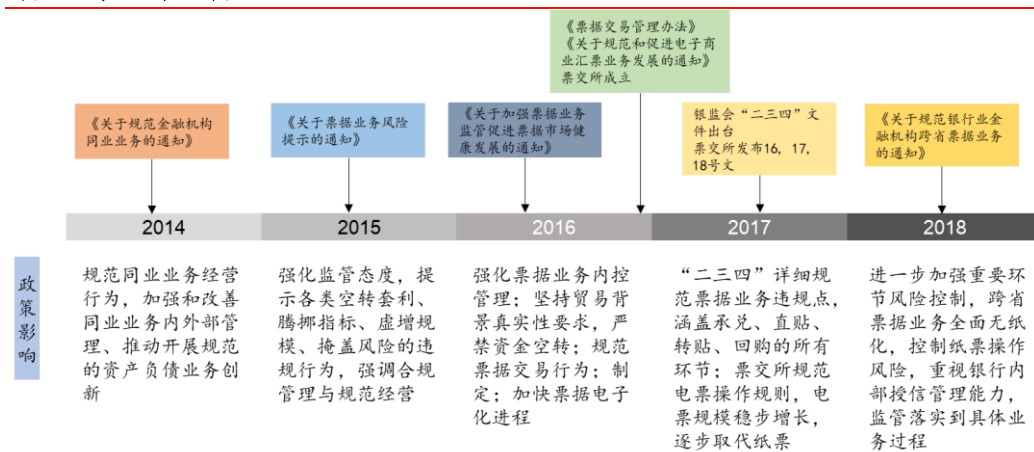 《票据交易管理办法》
《关于规范和促进电子商
业汇票业务发展的通知》
票交所成立
《关于规范金融机构
同业业务的通知》
《关于票据业务风险
提示的通知》
《关于加强票据业务
监管促进票据市场健
康发展的通知》
银监会“二三四”文
件出台
票交所发布16, 17,
18号文
《关于规范银行业金
融机构跨省票据业务
的通知》
2014
2015
2016
2017
2018
政
策
影
响
规范同业业务经营
行为，加强和改善
同业业务内外部管
理、推动开展规范
的资产负债业务创
新
强化监管态度，提
示各类空转套利、
腾挪指标、虚增规
模、掩盖风险的违
规行为，强调合规
管理与规范经营
强化票据业务内控
管理；坚持贸易背
景真实性要求，严
禁资金空转；规范
票据交易行为；制
定；加快票据电子
化进程
“二三四”详细规
范票据业务违规点，
涵盖承兑、直贴、
转贴、回购的所有
环节；票交所规范
电票操作规则，电
票规模稳步增长，
逐步取代纸票
进一步加强重要环
节风险控制，跨省
票据业务全面无纸
化，控制纸票操作
风险，重视银行内
部授信管理能力，
监管落实到具体业
务过程